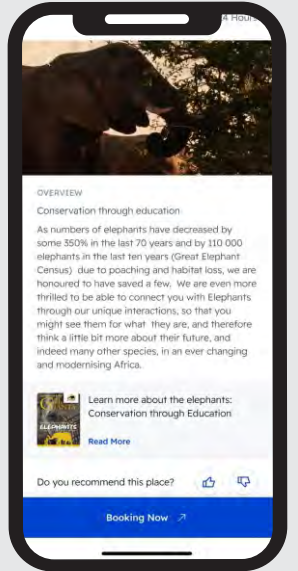 4 Hours
OVERVIEW
Conservation through education
As numbers of elephants have decreased by
some 350% in the last 70 years and by 110 000
elephants in the last ten years (Great Elephant
Census) due to poaching and habitat loss, we are
honoured to have saved a few. We are even more
thrilled to be able to connect you with Elephants
through our unique interactions, so that you
might see them for what they are, and therefore
think a little bit more about their future, and
indeed many other species, in an ever changing
and modernising Africa.
ELEPHANTS
Learn more about the elephants:
Conservation through Education
Read More
Do you recommend this place?
Booking Now